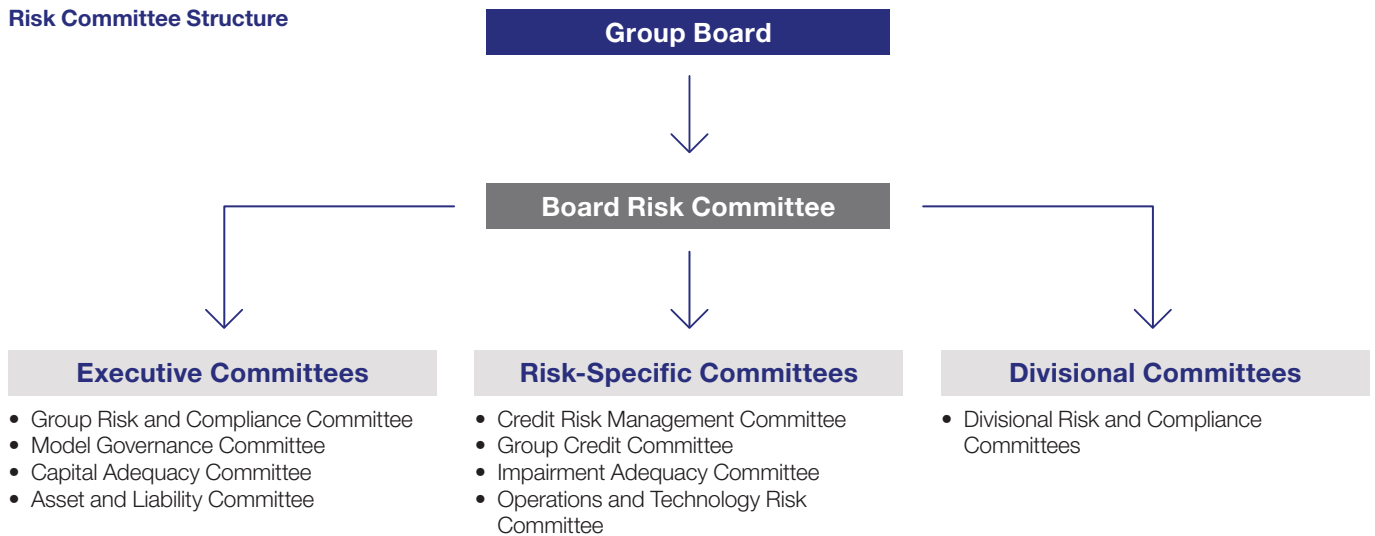 Risk Committee Structure
Group Board
Board Risk Committee
Executive Committees
• Group Risk and Compliance Committee
• Model Governance Committee
• Capital Adequacy Committee
• Asset and Liability Committee
Risk-Specific Committees
• Credit Risk Management Committee
• Group Credit Committee
• Impairment Adequacy Committee
• Operations and Technology Risk
Committee
Divisional Committees
• Divisional Risk and Compliance
Committees